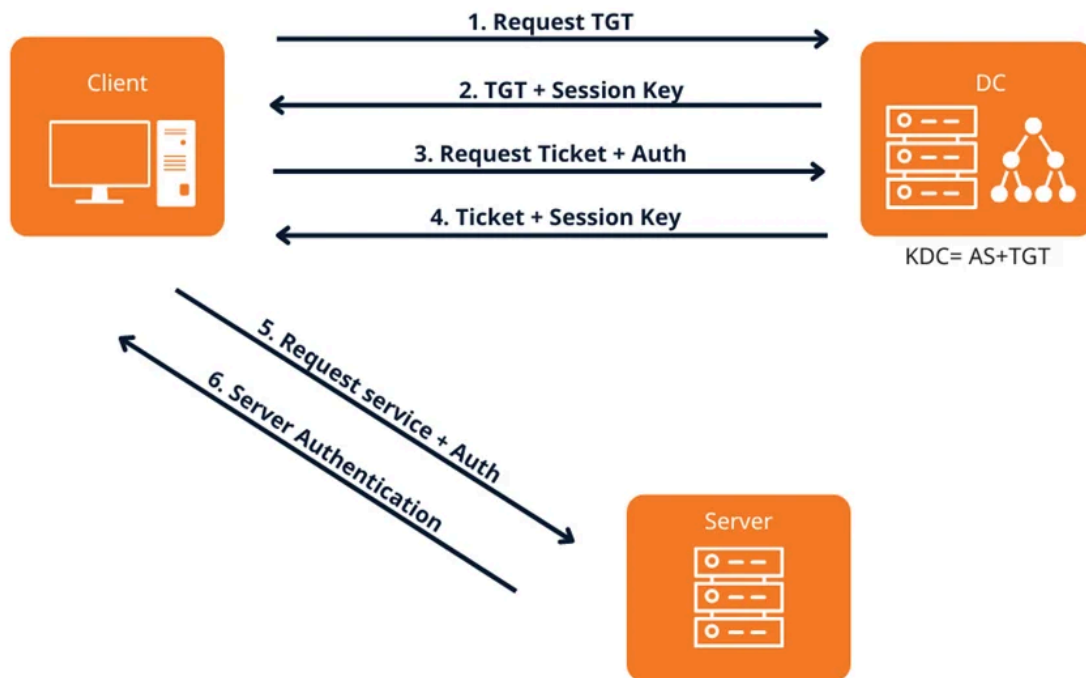 1. Request TGT
Client
DC
2. TGT + Session Key
3. Request Ticket + Auth
4. Ticket + Session Key
KDC= AS+TGT
5. Request service + Auth
6. Server Authentication
Server